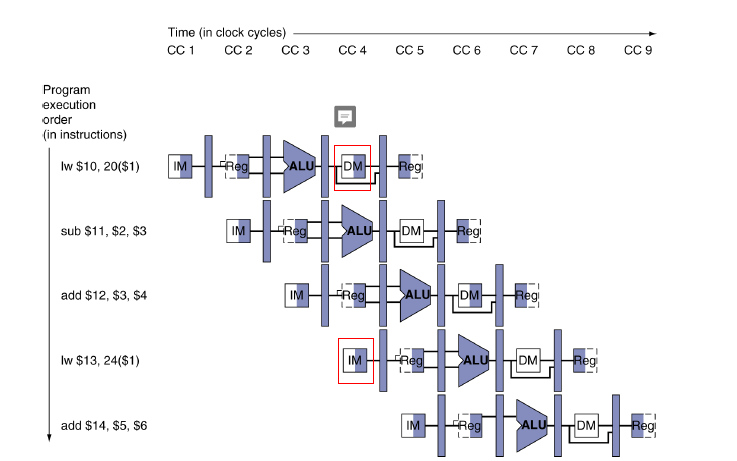 Time (in clock cycles)
CC 1 CC 2 CC 3 CC 4 CC 5 CC 6 CC 7 CC 8 CC 9
Program
execution
order
(in instructions)
lw $10, 20($1) IM Reg ALU DM Reg
sub $11, $2, $3 IM Reg ALU DM Reg
add $12, $3, $4 IM Reg ALU DM Reg
lw $13, 24($1) IM Reg ALU DM Reg
add $14, $5, $6 IM Reg ALU DM Reg